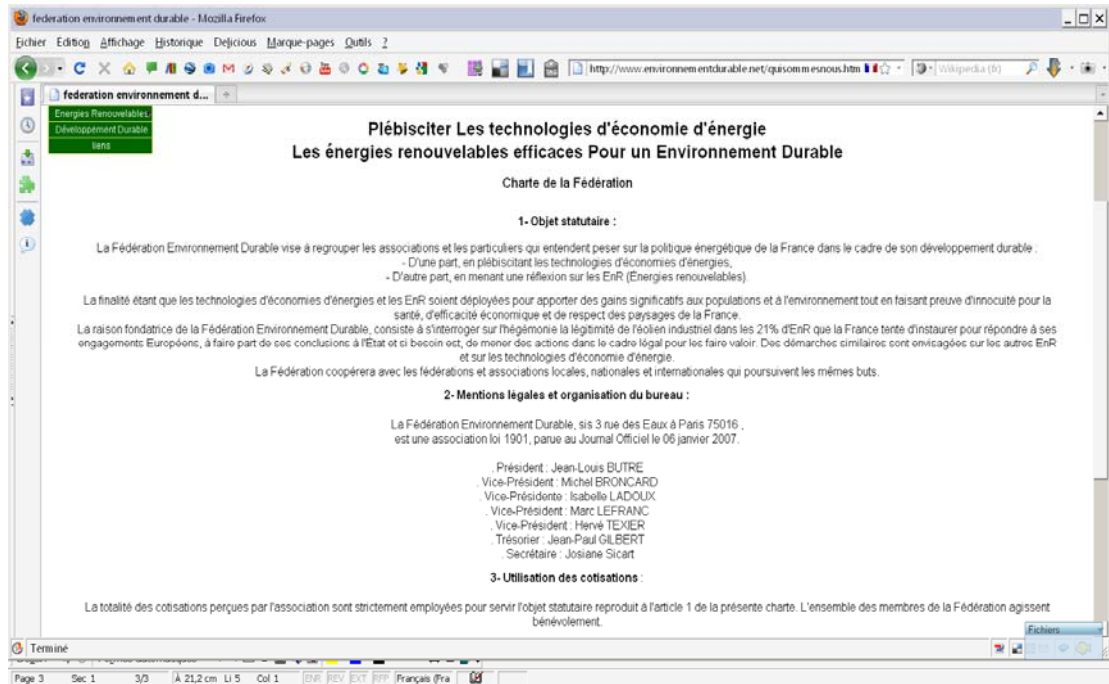 federation environnement durable - Mozilla Firefox
Fichier Edition Affichage Historique Delicious Marque-pages Outils ?
http://www.environnementdurable.net/quisommesnous.htm
Wikipedia (fr)
federation environnement d...
Energies Renouvelables
Développement Durable
liens
Plébisciter Les technologies d'économie d'énergie
Les énergies renouvelables efficaces Pour un Environnement Durable
Charte de la Fédération
1- Objet statutaire :
La Fédération Environnement Durable vise à regrouper les associations et les particuliers qui entendent peser sur la politique énergétique de la France dans le cadre de son développement durable :
- D'une part, en plébiscitant les technologies d'économies d'énergies,
- D'autre part, en menant une réflexion sur les EnR (Énergies renouvelables).
La finalité étant que les technologies d'économies d'énergies et les EnR soient déployées pour apporter des gains significatifs aux populations et à l'environnement tout en faisant preuve d'innocuité pour la
santé, d'efficacité économique et de respect des paysages de la France.
La raison fondatrice de la Fédération Environnement Durable, consiste à s'interroger sur l'hégémonie la légitimité de l'éolien industriel dans les 21% d'EnR que la France tente d'instaurer pour répondre à ses
engagements Européens, à faire part de ses conclusions à l'État et si besoin est, de mener des actions dans le cadre légal pour les faire valoir. Des démarches similaires sont envisagées sur les autres EnR
et sur les technologies d'économie d'énergie.
La Fédération coopérera avec les fédérations et associations locales, nationales et internationales qui poursuivent les mêmes buts.
2- Mentions légales et organisation du bureau :
La Fédération Environnement Durable, sis 3 rue des Eaux à Paris 75016 ,
est une association loi 1901, parue au Journal Officiel le 06 janvier 2007.
. Président : Jean-Louis BUTRE
. Vice-Président : Michel BRONCARD
. Vice-Présidente : Isabelle LADOUX
. Vice-Président : Marc LEFRANC
. Vice-Président : Hervé TEXIER
. Trésorier : Jean-Paul GILBERT
. Secrétaire : Josiane Sicart
3- Utilisation des cotisations :
La totalité des cotisations perçues par l'association sont strictement employées pour servir l'objet statutaire reproduit à l'article 1 de la présente charte. L'ensemble des membres de la Fédération agissent
bénévolement.
Fichiers
Terminé
Page 3 Sec 1 3/3 À 21,2 cm Li 5 Col 1 ENR REV EXT RFP Français (Fra